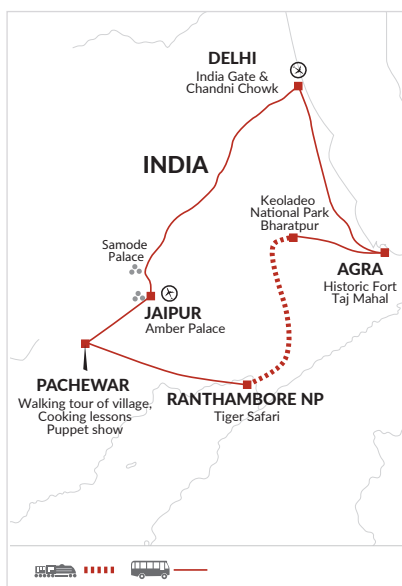 DELHI
India Gate &
Chandni Chowk
INDIA
Keoladeo
National Park
Bharatpur
Samode
Palace
AGRA
Historic Fort
Taj Mahal
JAIPUR
Amber Palace
PACHEWAR
Walking tour of village,
Cooking lessons
Puppet show
RANTHAMBORE NP
Tiger Safari